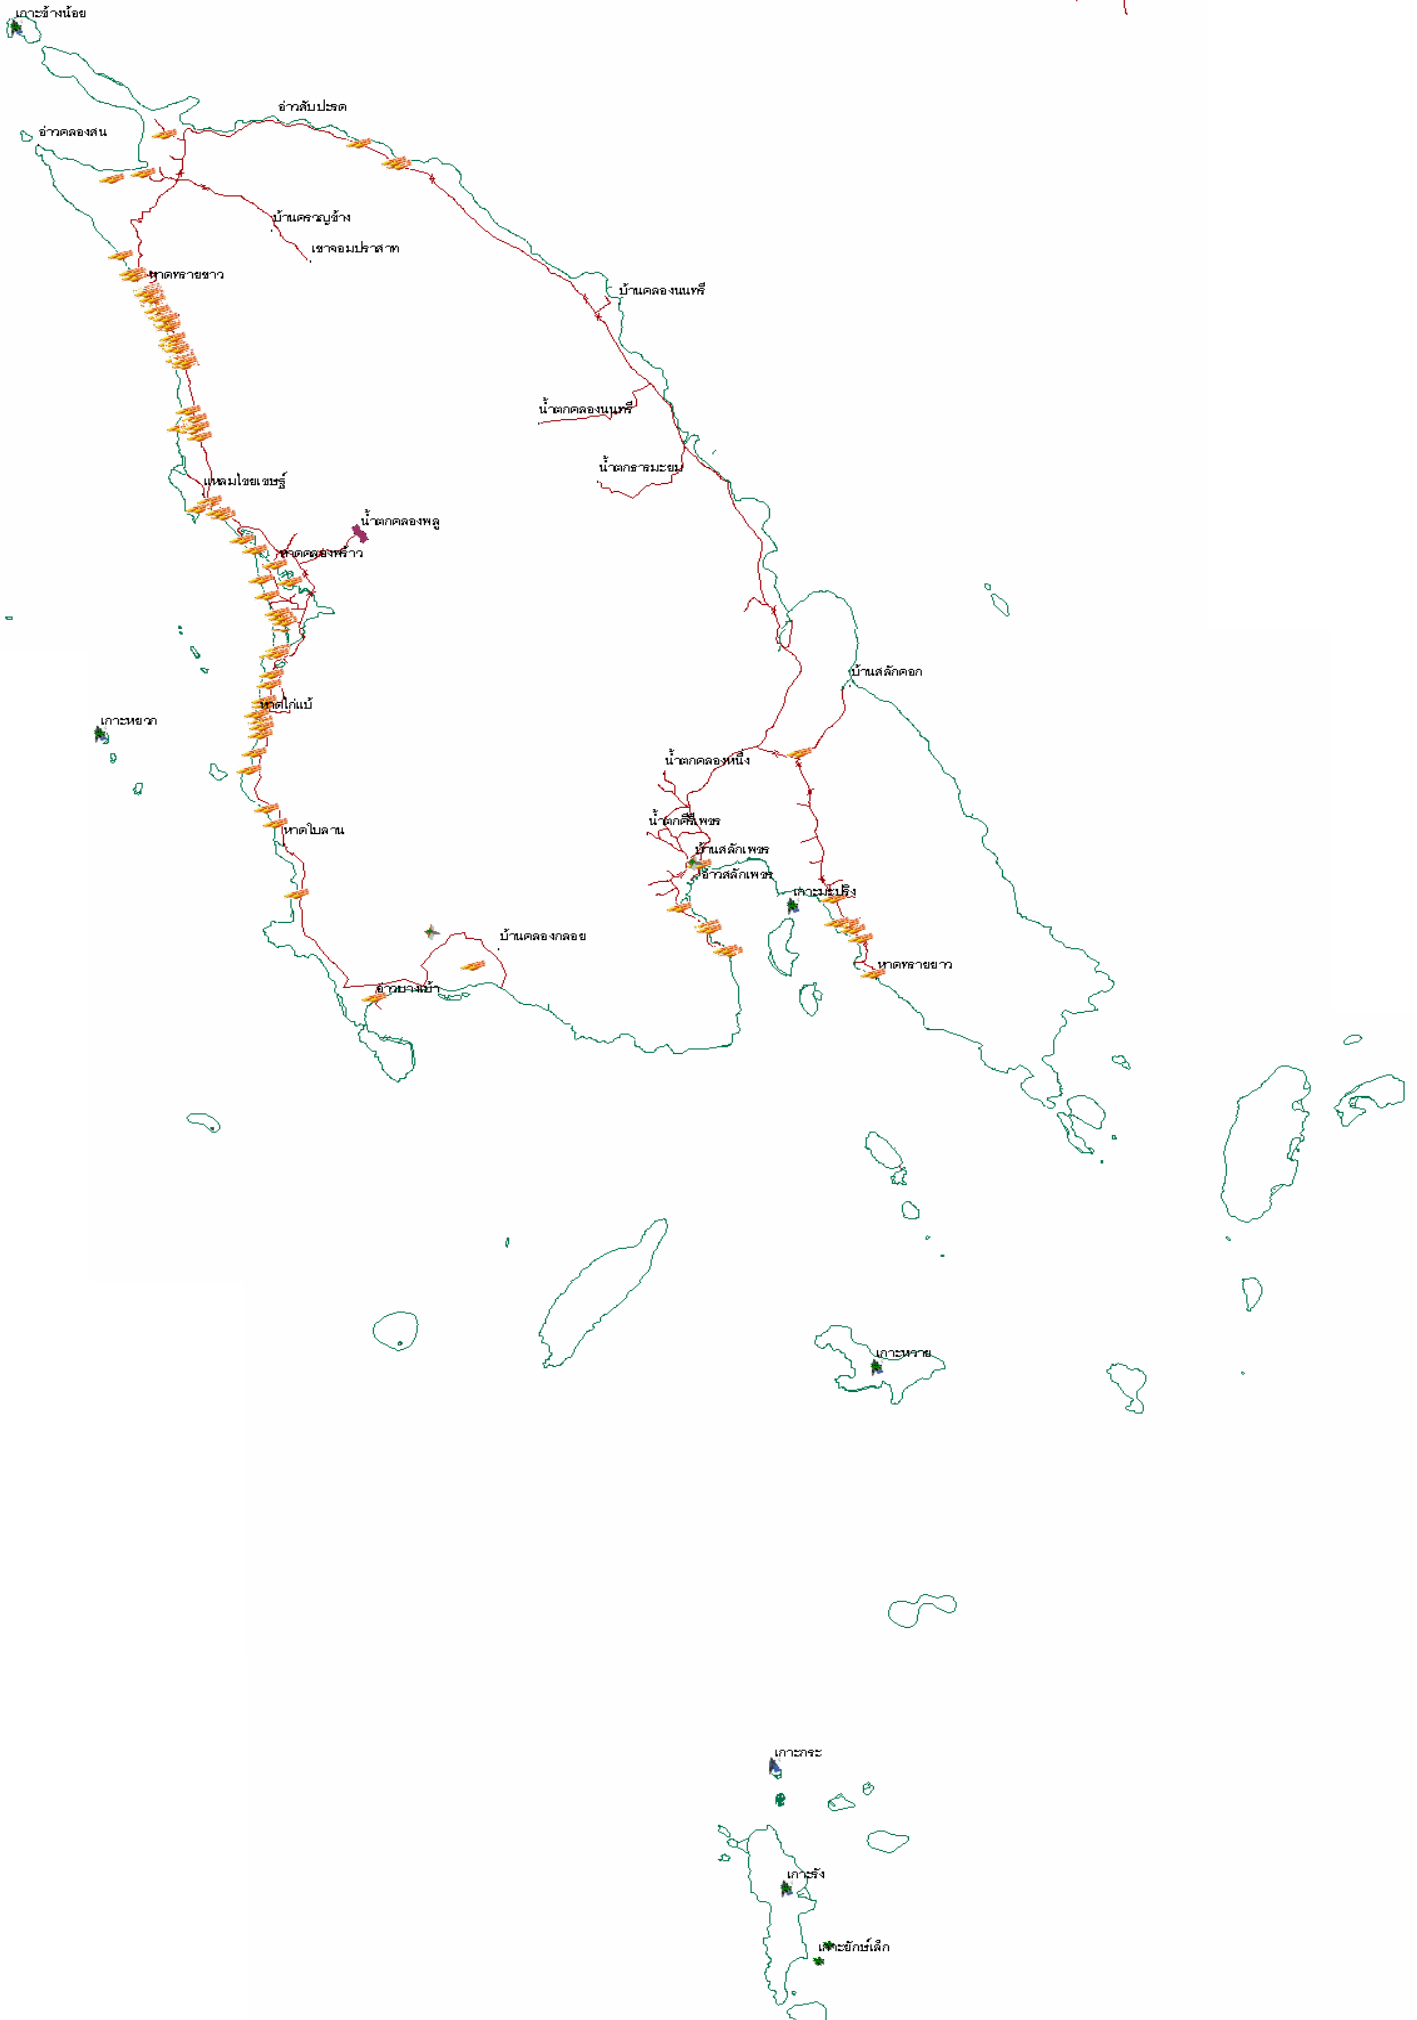 เกาะช้างน้อย
อ่าวสับปะรด
อ่าวคลองสน
บ้านควาญช้าง
เขาจอมปราสาท
หาดทรายขาว
บ้านคลองนนทรี
น้ำตกคลองนนทรี
น้ำตกธารมะยม
แหลมไชยเชษฐ์
น้ำตกคลองพลู
หาดคลองพร้าว
บ้านสลักคอก
หาดไก่แบ้
เกาะหยวก
น้ำตกคลองหนึ่ง
น้ำตกคีรีเพชร
หาดใบลาน
บ้านสลักเพชร
อ่าวสลักเพชร
เกาะมะปริง
บ้านคลองกลอย
หาดทรายยาว
อ่าวบางเบ้า
เกาะหวาย
เกาะกระ
เกาะรัง
เกาะยักษ์เล็ก